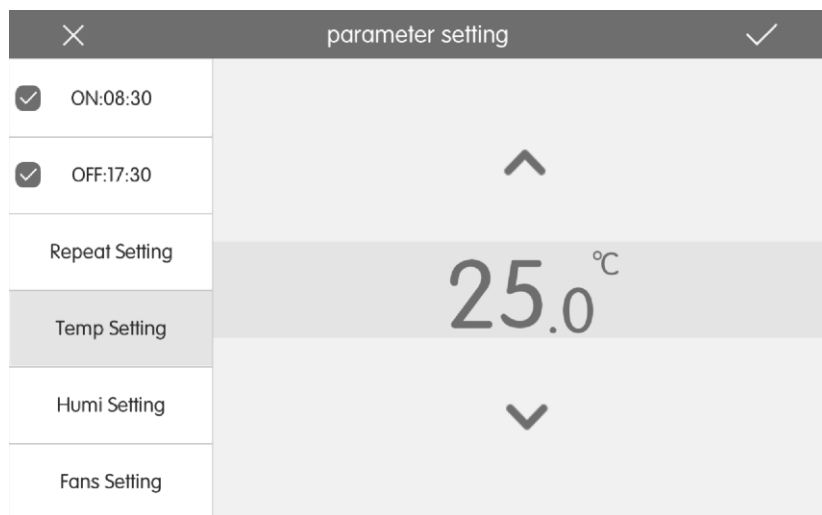 parameter setting
ON:08:30
OFF:17:30
Repeat Setting
Temp Setting
25.0℃
Humi Setting
Fans Setting